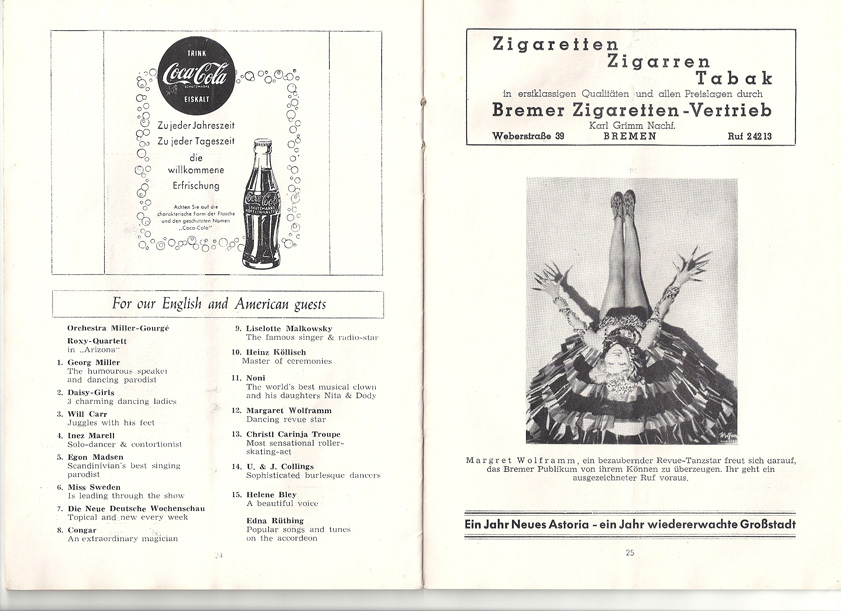 TRINK
Coca-Cola
SCHUTZMARKE
EISKALT
Zu jeder Jahreszeit
Zu jeder Tageszeit
die
willkommene
Erfrischung
Achten Sie auf die
charakterische Form der Flasche
und den geschützten Namen
„Coca-Cola"
Coca-Cola
For our English and American guests
Orchestra Miller-Gourgé
Roxy-Quartett
in „Arizona"
1. Georg Miller
The humourous speaker
and dancing parodist
2. Daisy-Girls
3 charming dancing ladies
3. Will Carr
Juggles with his feet
4. Inez Marell
Solo-dancer & contortionist
5. Egon Madsen
Scandinivian's best singing
parodist
6. Miss Sweden
Is leading through the show
7. Die Neue Deutsche Wochenschau
Topical and new every week
8. Congar
An extraordinary magician
9. Liselotte Malkowsky
The famous singer & radio-star
10. Heinz Köllisch
Master of ceremonies
11. Noni
The world's best musical clown
and his daughters Nita & Dody
12. Margaret Wolframm
Dancing revue star
13. Christl Carinja Troupe
Most sensational roller-
skating-act
14. U. & J. Collings
Sophisticated burlesque dancers
15. Helene Bley
A beautiful voice
Edna Rüthing
Popular songs and tunes
on the accordeon
24
Zigaretten
Zigarren
Tabak
in erstklassigen Qualitäten und allen Preislagen durch
Bremer Zigaretten-Vertrieb
Karl Grimm Nachf.
Weberstraße 39 BREMEN Ruf 24213
Margret Wolframm, ein bezaubernder Revue-Tanzstar freut sich darauf,
das Bremer Publikum von ihrem Können zu überzeugen. Ihr geht ein
ausgezeichneter Ruf voraus.
Ein Jahr Neues Astoria - ein Jahr wiedererwachte Großstadt
25